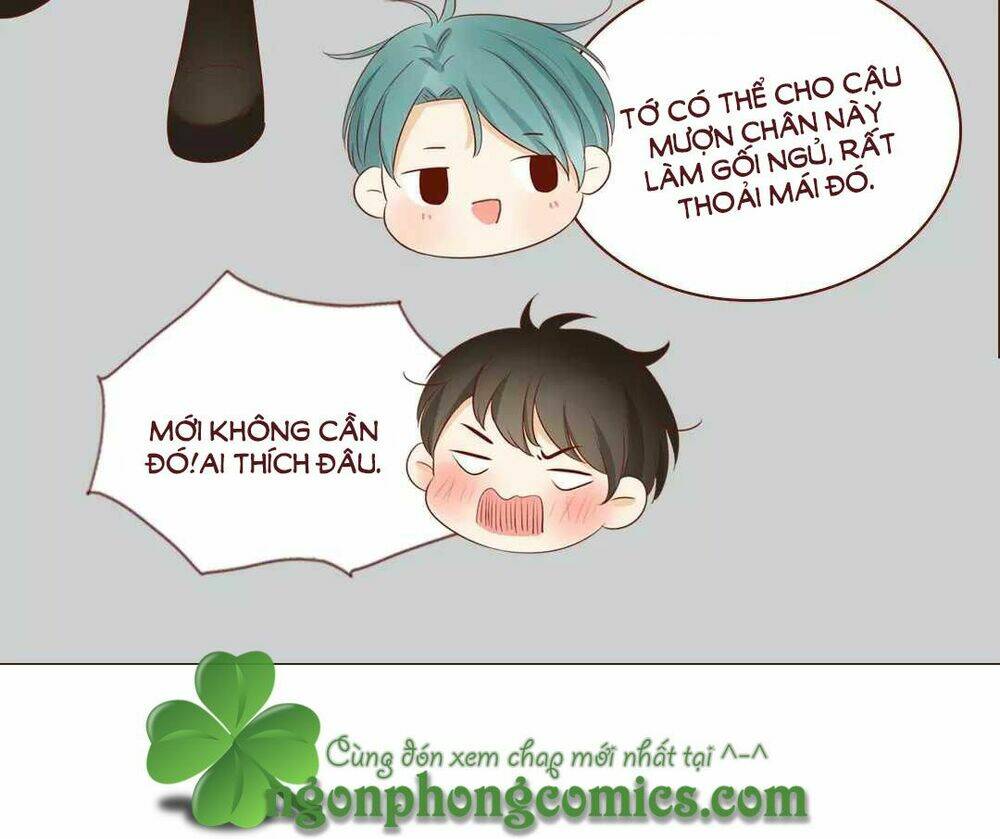 TỚ CÓ THỂ CHO CẬU
MƯỢN CHÂN NÀY
LÀM GỐI NGỦ, RẤT
THOẢI MÁI ĐÓ.
MỚI KHÔNG CẦN
ĐÓ!AI THÍCH ĐÂU.
Cùng đón xem chap mới nhất tại ^-^
ngonphongcomics.com